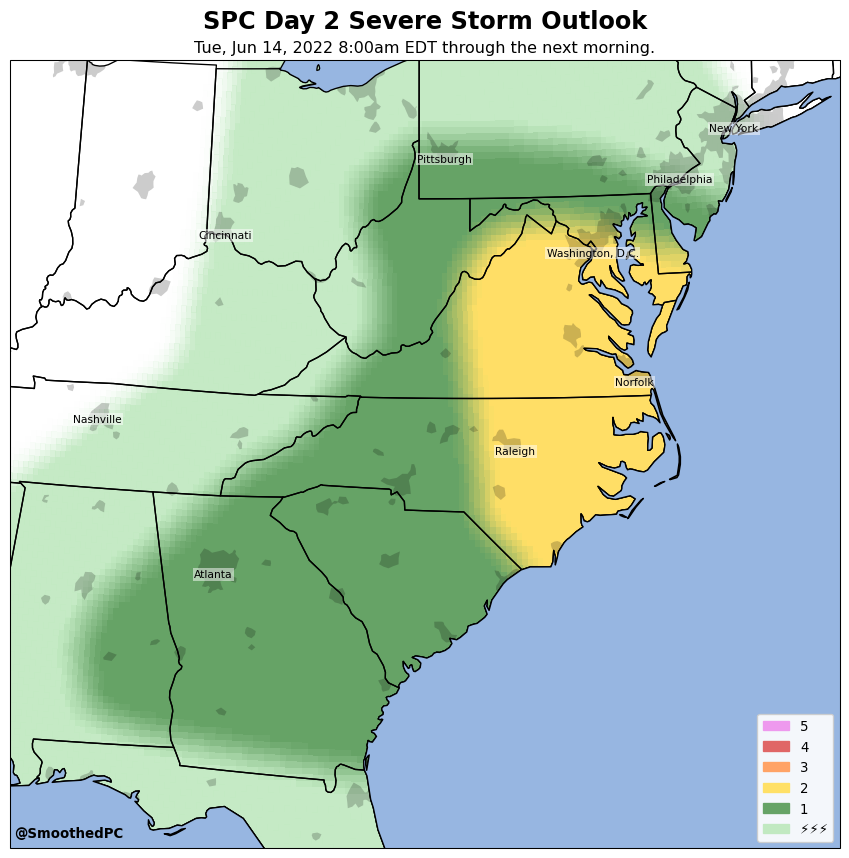 SPC Day 2 Severe Storm Outlook
Tue, Jun 14, 2022 8:00am EDT through the next morning.
New York
Pittsburgh
Philadelphia
Cincinnati
Washington, D.C.
Norfolk
Nashville
Raleigh
Atlanta
5
4
3
2
1
⚡⚡⚡
@SmoothedPC